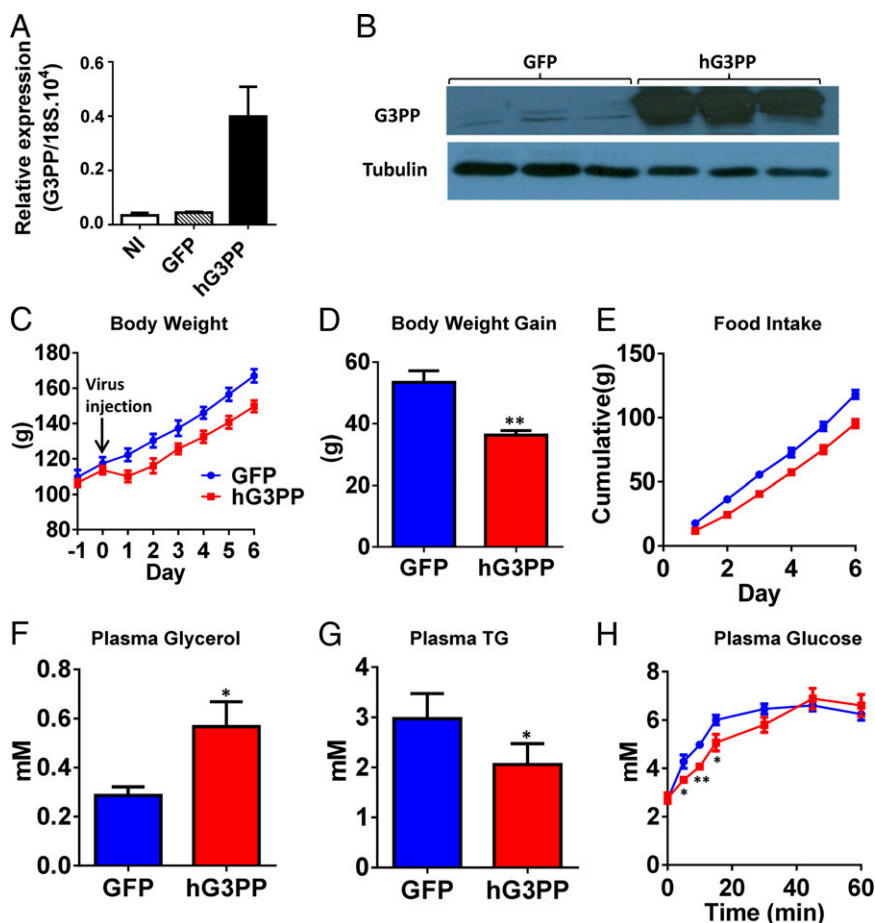 A
Relative expression
(G3PP/18S.10⁴)
0.6
0.4
0.2
0.0
NI
GFP
hG3PP
B
GFP
hG3PP
G3PP
Tubulin
C
Body Weight
(g)
180
160
140
120
100
80
Virus
injection
GFP
hG3PP
-1 0 1 2 3 4 5 6
Day
D
Body Weight Gain
(g)
60
40
20
0
**
GFP
hG3PP
E
Food Intake
Cumulative(g)
150
100
50
0
0 2 4 6
Day
F
Plasma Glycerol
mM
0.8
0.6
0.4
0.2
0.0
*
GFP
hG3PP
G
Plasma TG
mM
4
3
2
1
0
*
GFP
hG3PP
H
Plasma Glucose
mM
8
6
4
2
0
* ** *
0 20 40 60
Time (min)